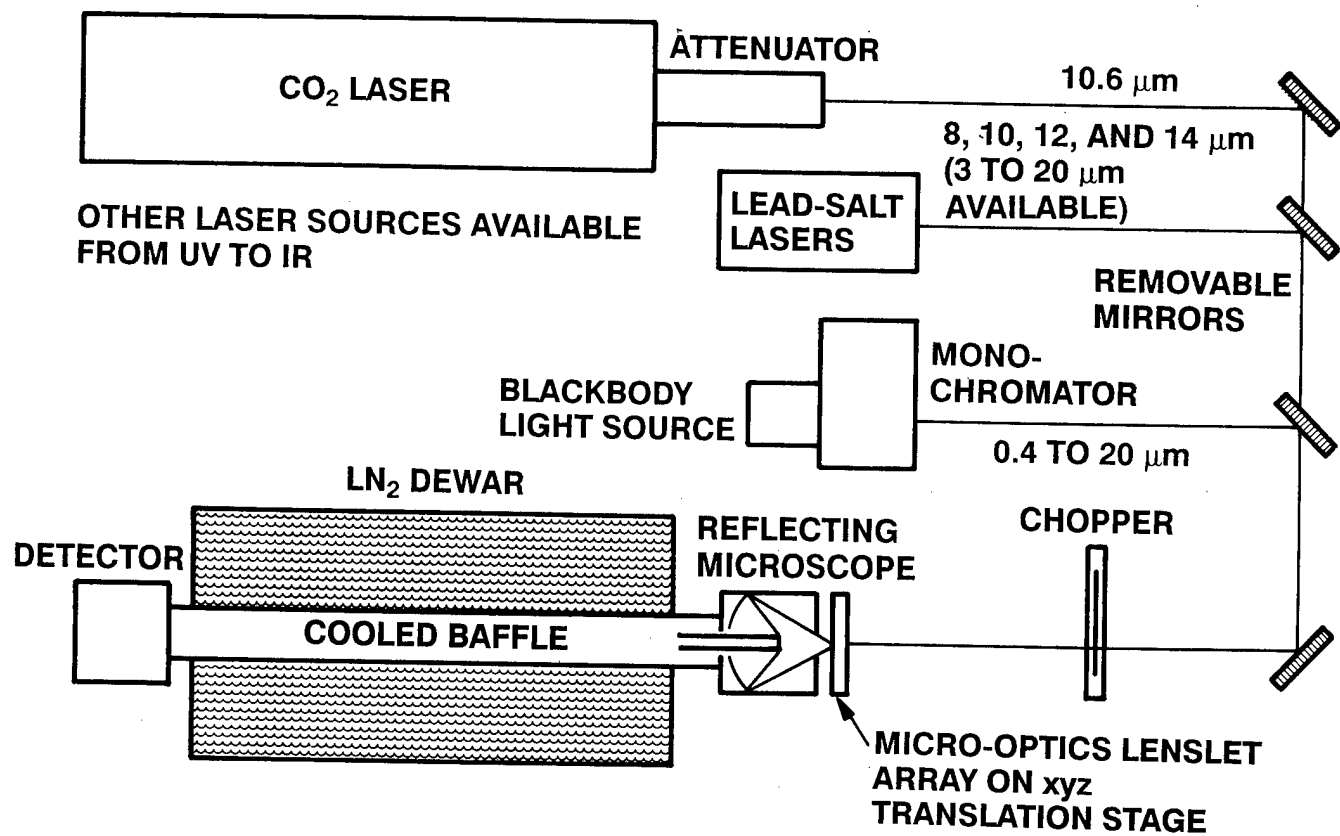 ATTENUATOR
CO₂ LASER
10.6 μm
8, 10, 12, AND 14 μm
(3 TO 20 μm
AVAILABLE)
LEAD-SALT
LASERS
OTHER LASER SOURCES AVAILABLE
FROM UV TO IR
REMOVABLE
MIRRORS
MONO-
CHROMATOR
BLACKBODY
LIGHT SOURCE
0.4 TO 20 μm
LN₂ DEWAR
CHOPPER
REFLECTING
MICROSCOPE
DETECTOR
COOLED BAFFLE
MICRO-OPTICS LENSLET
ARRAY ON xyz
TRANSLATION STAGE